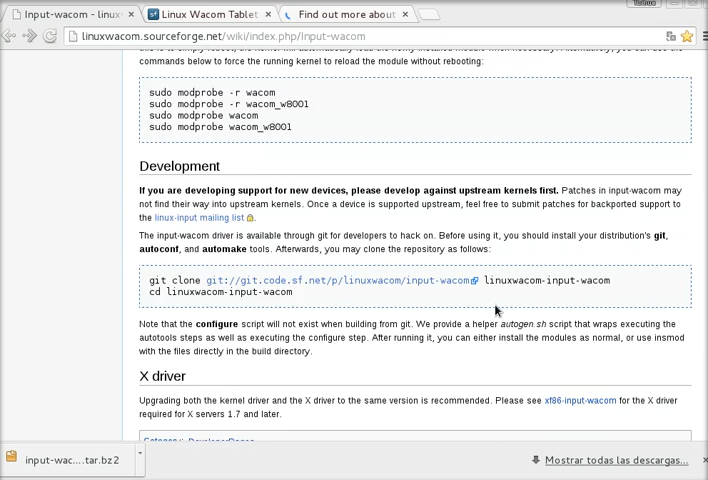 Input-wacom - linux
Linux Wacom Tablet
Find out more about
linuxwacom.sourceforge.net/wiki/index.php/Input-wacom
commands below to force the running kernel to reload the module without rebooting:
sudo modprobe -r wacom
sudo modprobe -r wacom_w8001
sudo modprobe wacom
sudo modprobe wacom_w8001
Development
If you are developing support for new devices, please develop against upstream kernels first. Patches in input-wacom may
not find their way into upstream kernels. Once a device is supported upstream, feel free to submit patches for backported support to
the linux-input mailing list.
The input-wacom driver is available through git for developers to hack on. Before using it, you should install your distribution's git,
autoconf, and automake tools. Afterwards, you may clone the repository as follows:
git clone git://git.code.sf.net/p/linuxwacom/input-wacom linuxwacom-input-wacom
cd linuxwacom-input-wacom
Note that the configure script will not exist when building from git. We provide a helper autogen.sh script that wraps executing the
autotools steps as well as executing the configure step. After running it, you can either install the modules as normal, or use insmod
with the files directly in the build directory.
X driver
Upgrading both the kernel driver and the X driver to the same version is recommended. Please see xf86-input-wacom for the X driver
required for X servers 1.7 and later.
input-wac....tar.bz2
Mostrar todas las descargas...